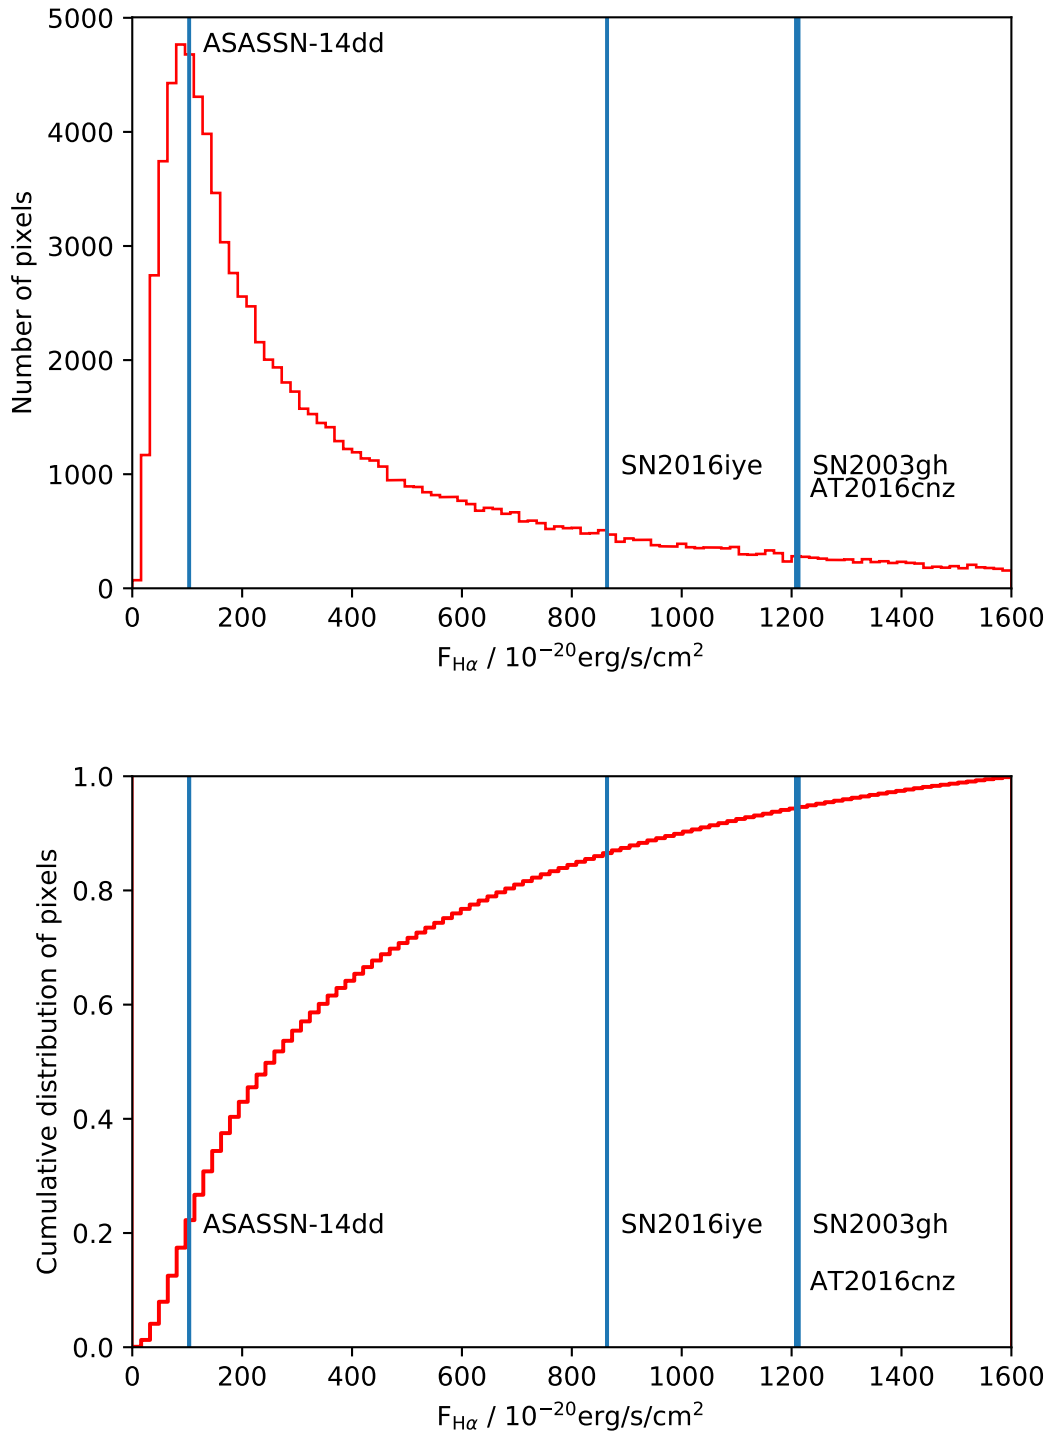 5000
4000
3000
2000
1000
0
Number of pixels
ASASSN-14dd
SN2016iye
SN2003gh
AT2016cnz
0 200 400 600 800 1000 1200 1400 1600
F_Hα / 10⁻²⁰erg/s/cm²
1.0
0.8
0.6
0.4
0.2
0.0
Cumulative distribution of pixels
ASASSN-14dd
SN2016iye
SN2003gh
AT2016cnz
0 200 400 600 800 1000 1200 1400 1600
F_Hα / 10⁻²⁰erg/s/cm²